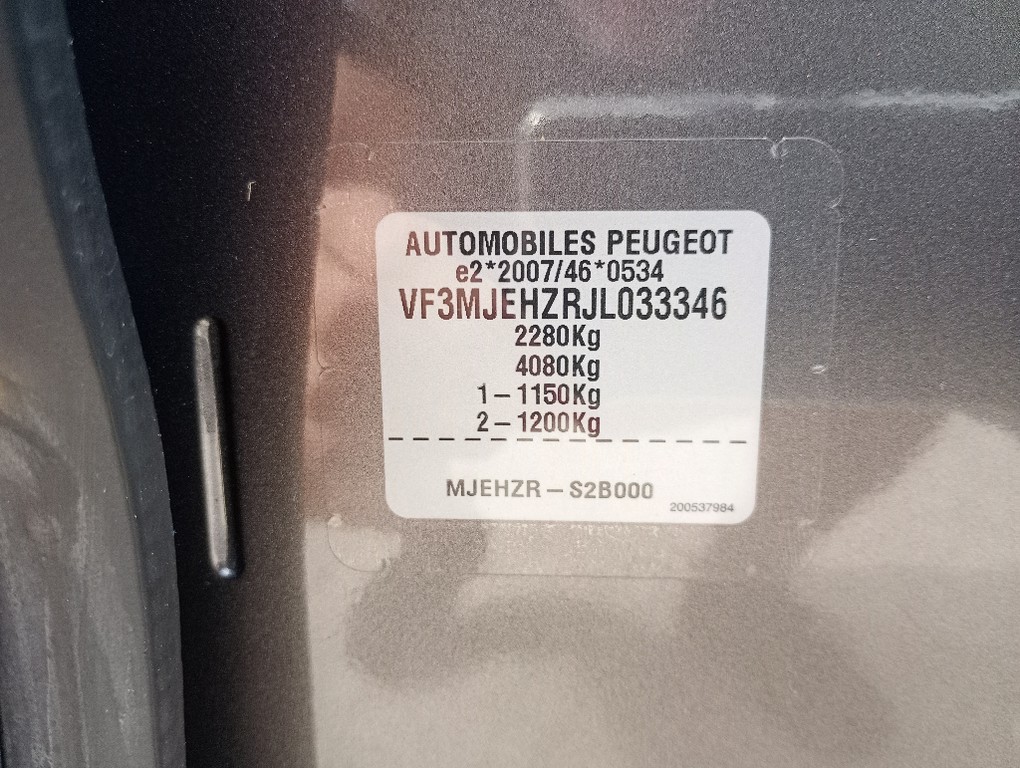 AUTOMOBILES PEUGEOT
e2*2007/46*0534
VF3MJEHZRJL033346
2280Kg
4080Kg
1–1150Kg
2–1200Kg
MJEHZR–S2B000
200537984